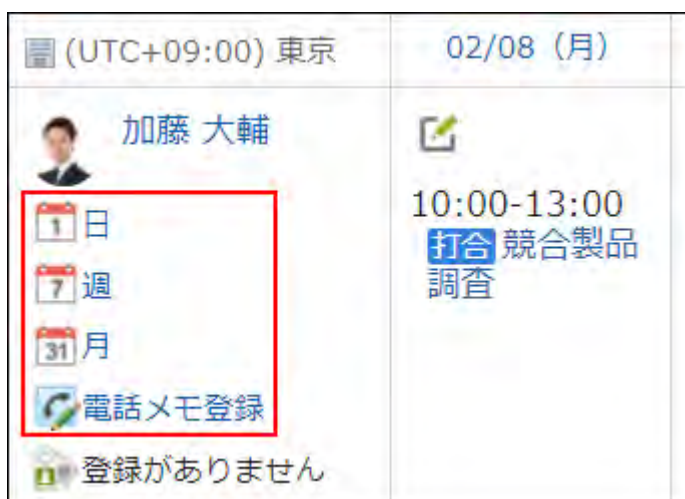 (UTC+09:00) 東京
02/08（月）
加藤 大輔
1 日
7 週
31 月
電話メモ登録
登録がありません
10:00-13:00
打合 競合製品
調査